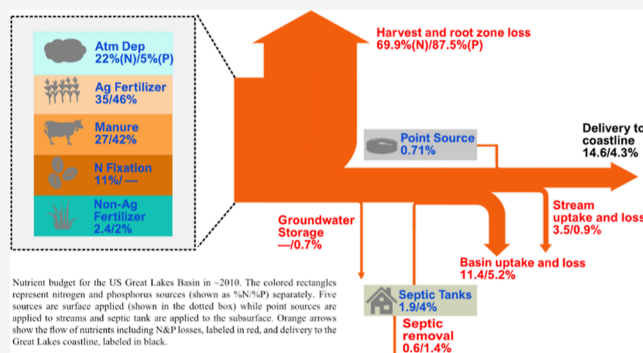 Atm Dep
22%(N)/5%(P)
Ag Fertilizer
35/46%
Manure
27/42%
N Fixation
11%/ —
Non-Ag
Fertilizer
2.4/2%
Harvest and root zone loss
69.9%(N)/87.5%(P)
Point Source
0.71%
Delivery to
coastline
14.6/4.3%
Groundwater
Storage
—/0.7%
Stream
uptake and loss
3.5/0.9%
Basin uptake and loss
11.4/5.2%
Septic Tanks
1.9/4%
Septic
removal
0.6/1.4%
Nutrient budget for the US Great Lakes Basin in ~2010. The colored rectangles
represent nitrogen and phosphorus sources (shown as %N/%P) separately. Five
sources are surface applied (shown in the dotted box) while point sources are
applied to streams and septic tank are applied to the subsurface. Orange arrows
show the flow of nutrients including N&P losses, labeled in red, and delivery to the
Great Lakes coastline, labeled in black.